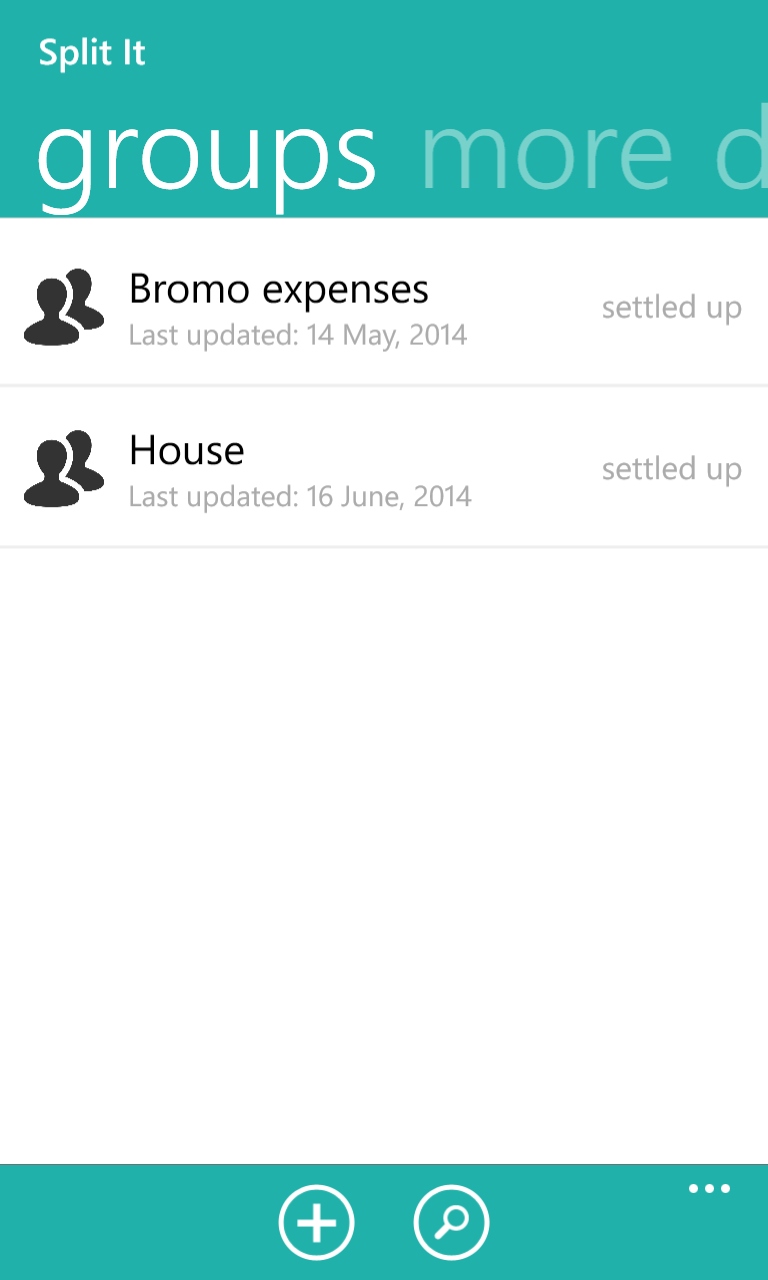 Split It
groups more
Bromo expenses
Last updated: 14 May, 2014
settled up
House
Last updated: 16 June, 2014
settled up